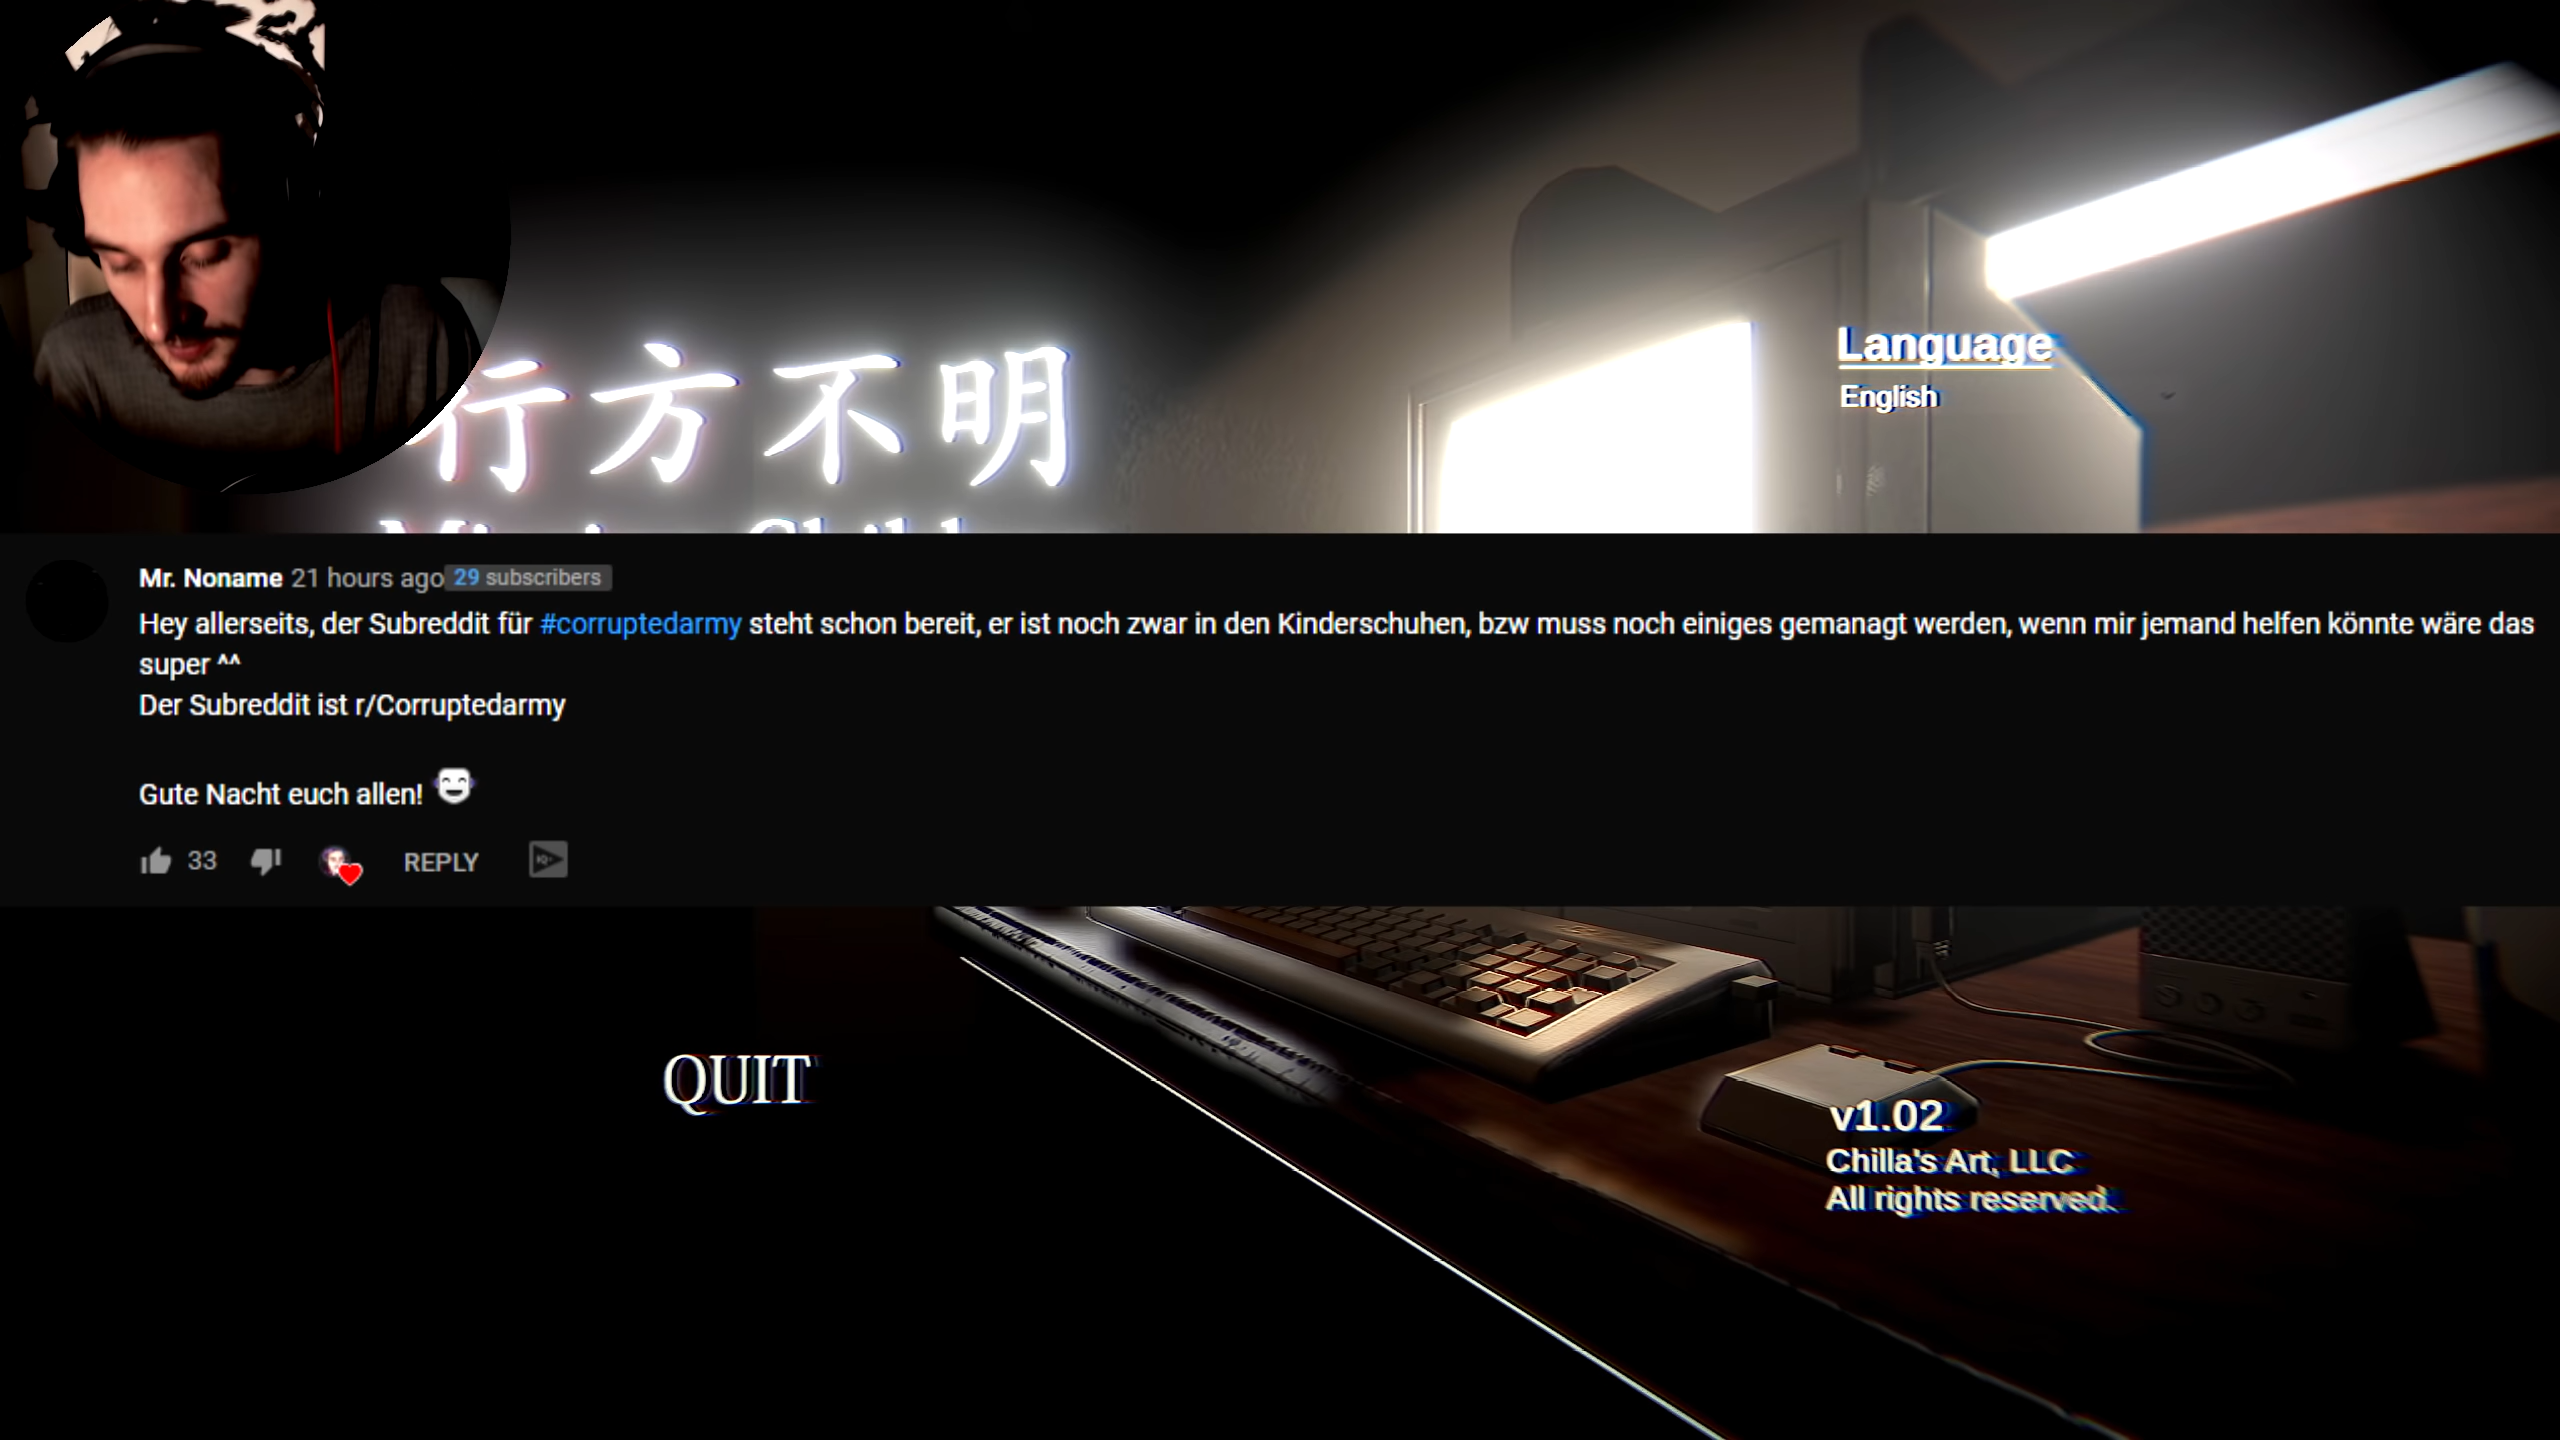 行方不明
Language
English
Mr. Noname 21 hours ago 29 subscribers
Hey allerseits, der Subreddit für #corruptedarmy steht schon bereit, er ist noch zwar in den Kinderschuhen, bzw muss noch einiges gemanagt werden, wenn mir jemand helfen könnte wäre das
super ^^
Der Subreddit ist r/Corruptedarmy
Gute Nacht euch allen!
33 REPLY
QUIT
v1.02
Chilla's Art, LLC
All rights reserved.